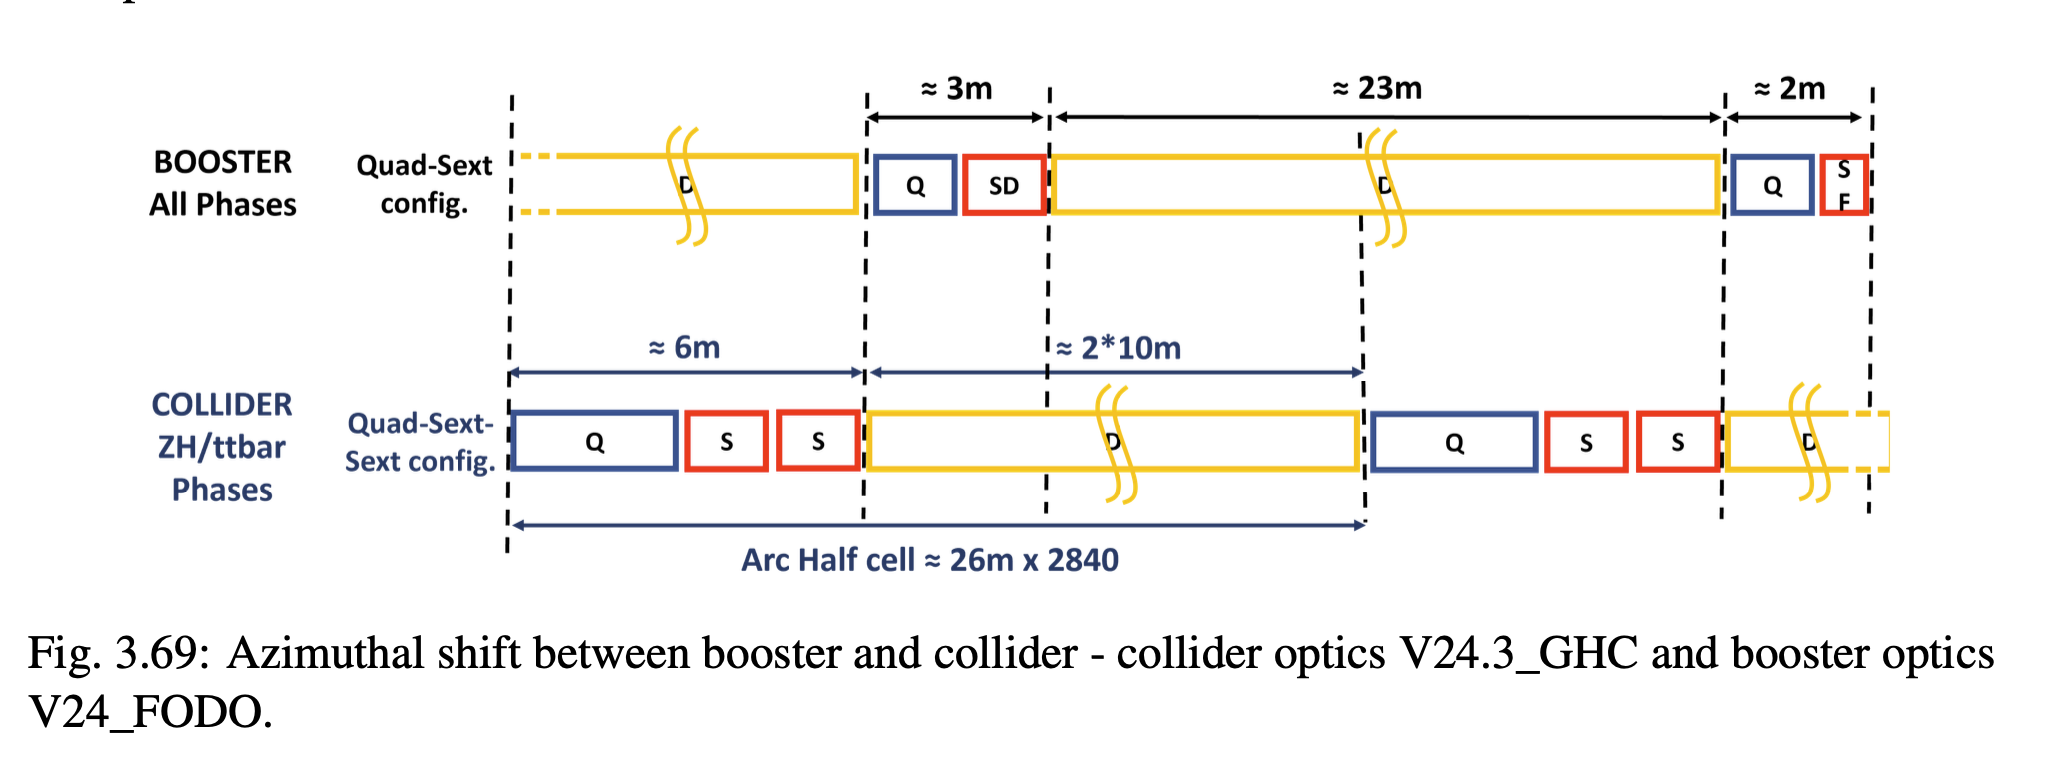 ≈ 3m ≈ 23m ≈ 2m
BOOSTER
All Phases
Quad-Sext
config.
D Q SD D Q S
F
≈ 6m ≈ 2*10m
COLLIDER
ZH/ttbar
Phases
Quad-Sext-
Sext config.
Q S S D Q S S D
Arc Half cell ≈ 26m x 2840
Fig. 3.69: Azimuthal shift between booster and collider - collider optics V24.3_GHC and booster optics
V24_FODO.